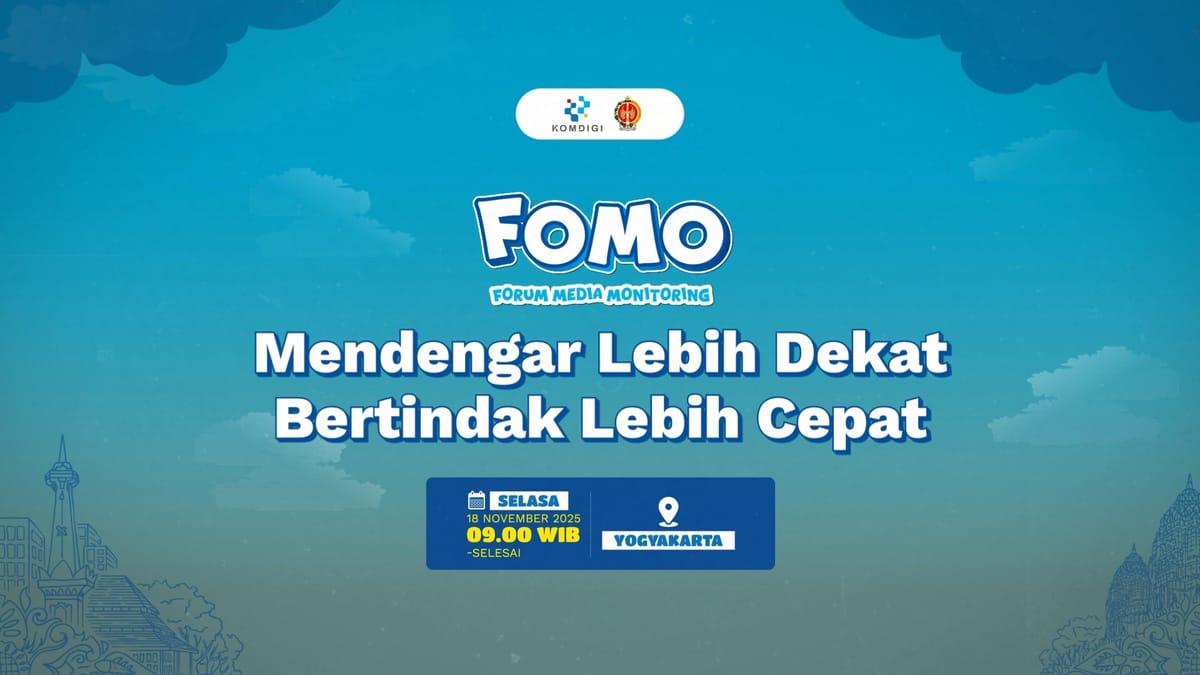 KOMDIGI
FOMO
FORUM MEDIA MONITORING
Mendengar Lebih Dekat
Bertindak Lebih Cepat
SELASA
18 NOVEMBER 2025
09.00 WIB
-SELESAI
YOGYAKARTA